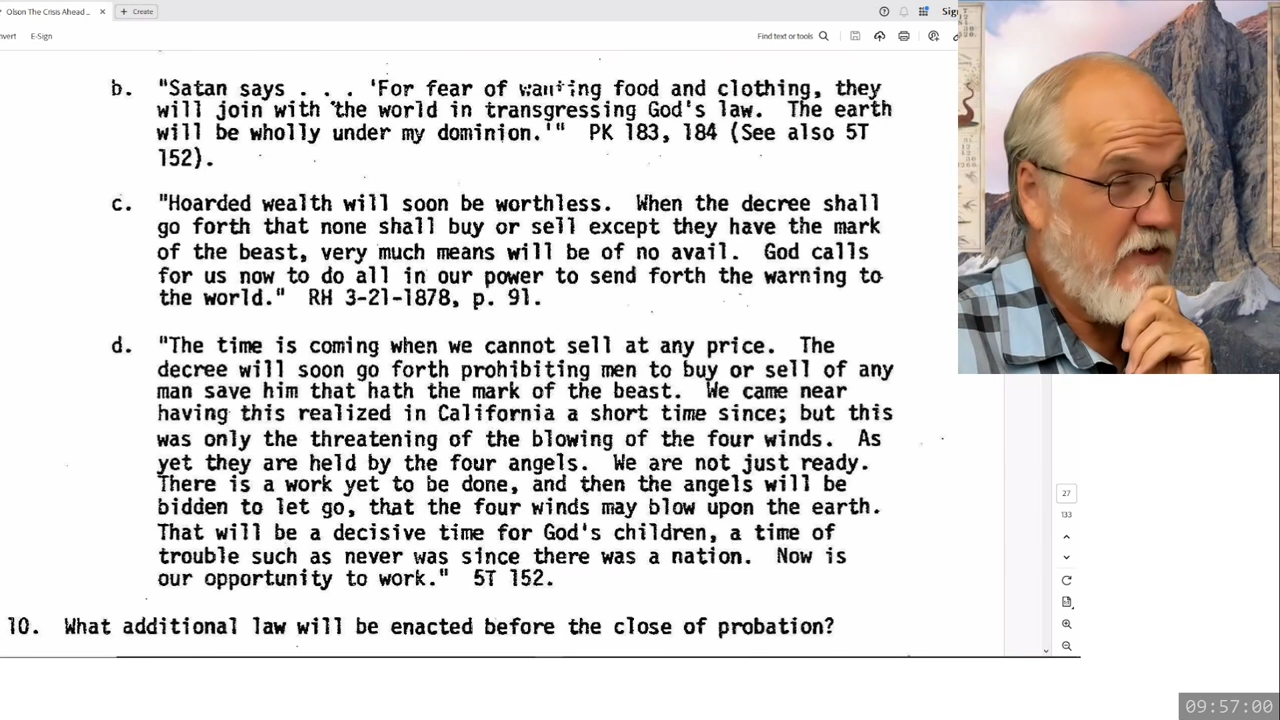 Olson The Crisis Ahead ..
Create
Sig
nvert
E-Sign
Find text or tools
b. "Satan says . . . 'For fear of wanting food and clothing, they
will join with the world in transgressing God's law. The earth
will be wholly under my dominion.'" PK 183, 184 (See also 5T
152).
c. "Hoarded wealth will soon be worthless. When the decree shall
go forth that none shall buy or sell except they have the mark
of the beast, very much means will be of no avail. God calls
for us now to do all in our power to send forth the warning to
the world." RH 3-21-1878, p. 91.
d. "The time is coming when we cannot sell at any price. The
decree will soon go forth prohibiting men to buy or sell of any
man save him that hath the mark of the beast. We came near
having this realized in California a short time since; but this
was only the threatening of the blowing of the four winds. As
yet they are held by the four angels. We are not just ready.
There is a work yet to be done, and then the angels will be
bidden to let go, that the four winds may blow upon the earth.
That will be a decisive time for God's children, a time of
trouble such as never was since there was a nation. Now is
our opportunity to work." 5T 152.
10. What additional law will be enacted before the close of probation?
27
133
09:57:00